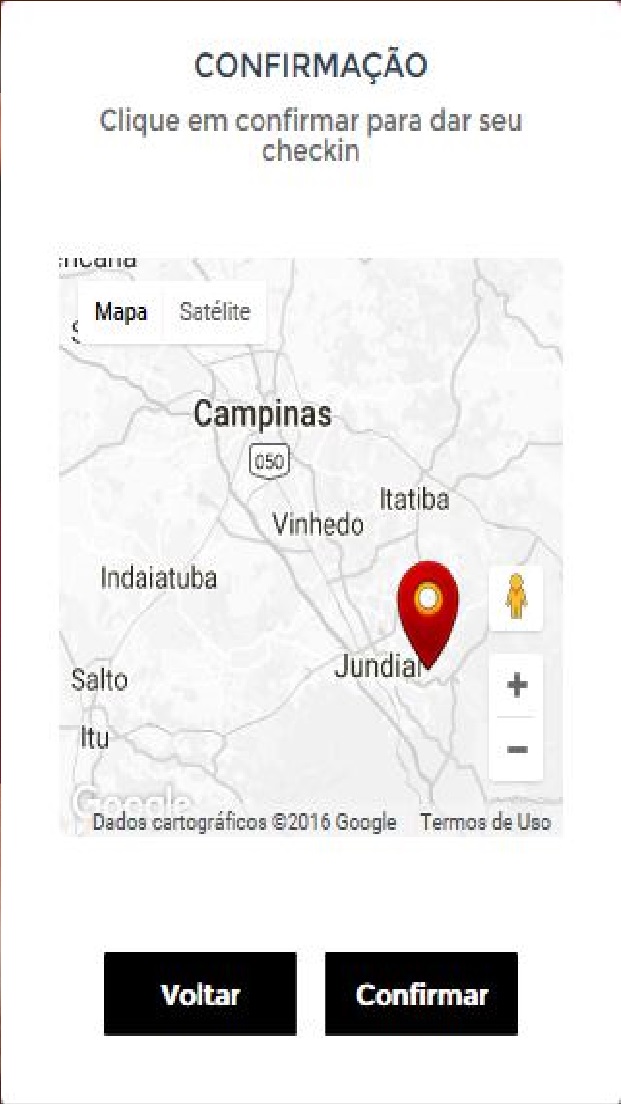 CONFIRMAÇÃO
Clique em confirmar para dar seu
checkin
Mapa Satélite
Campinas
050
Itatiba
Vinhedo
Indaiatuba
Jundiaí
Salto
Itu
Google
Dados cartográficos ©2016 Google Termos de Uso
Voltar Confirmar